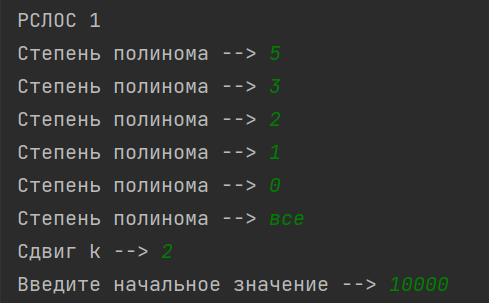 РСЛОС 1
Степень полинома --> 5
Степень полинома --> 3
Степень полинома --> 2
Степень полинома --> 1
Степень полинома --> 0
Степень полинома --> все
Сдвиг k --> 2
Введите начальное значение --> 10000